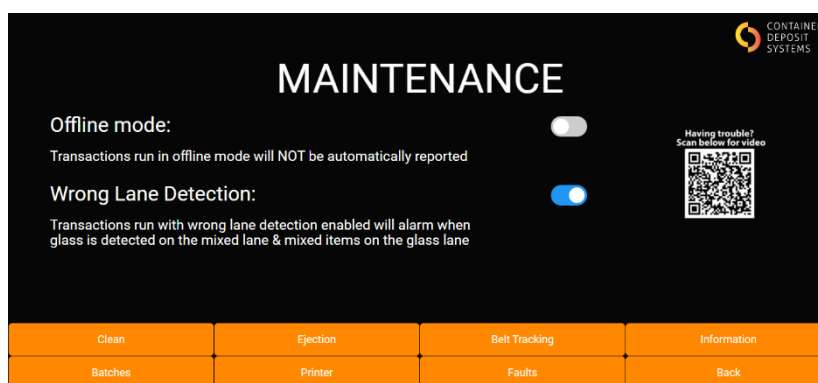 CONTAINE
DEPOSIT
SYSTEMS
MAINTENANCE
Offline mode:
Transactions run in offline mode will NOT be automatically reported
Having trouble?
Scan below for video
Wrong Lane Detection:
Transactions run with wrong lane detection enabled will alarm when
glass is detected on the mixed lane & mixed items on the glass lane
Clean
Ejection
Belt Tracking
Information
Batches
Printer
Faults
Back